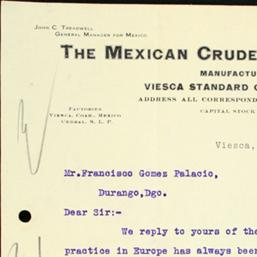 JOHN C. TREADWELL
GENERAL MANAGER FOR MEXICO
THE MEXICAN CRUDE
MANUFACTU
VIESCA STANDARD
ADDRESS ALL CORRESPOND
FACTORIES
VIESCA, COAH., MEXICO
CEDRAL, S. L. P.
CAPITAL STOCK
Viesca,
Mr.Francisco Gomez Palacio,
Durango,Dgo.
Dear Sir:-
We reply to yours of the
practice in Europe has always been